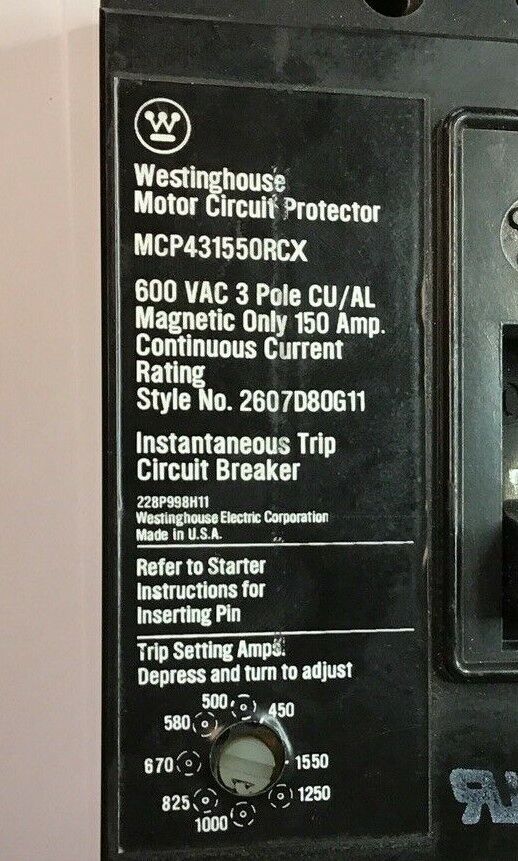 W
Westinghouse
Motor Circuit Protector
MCP431550RCX
600 VAC 3 Pole CU/AL
Magnetic Only 150 Amp.
Continuous Current
Rating
Style No. 2607D80G11
Instantaneous Trip
Circuit Breaker
228P998H11
Westinghouse Electric Corporation
Made in U.S.A.
Refer to Starter
Instructions for
Inserting Pin
Trip Setting Amps.
Depress and turn to adjust
500 450
580
670 1550
825 1250
1000